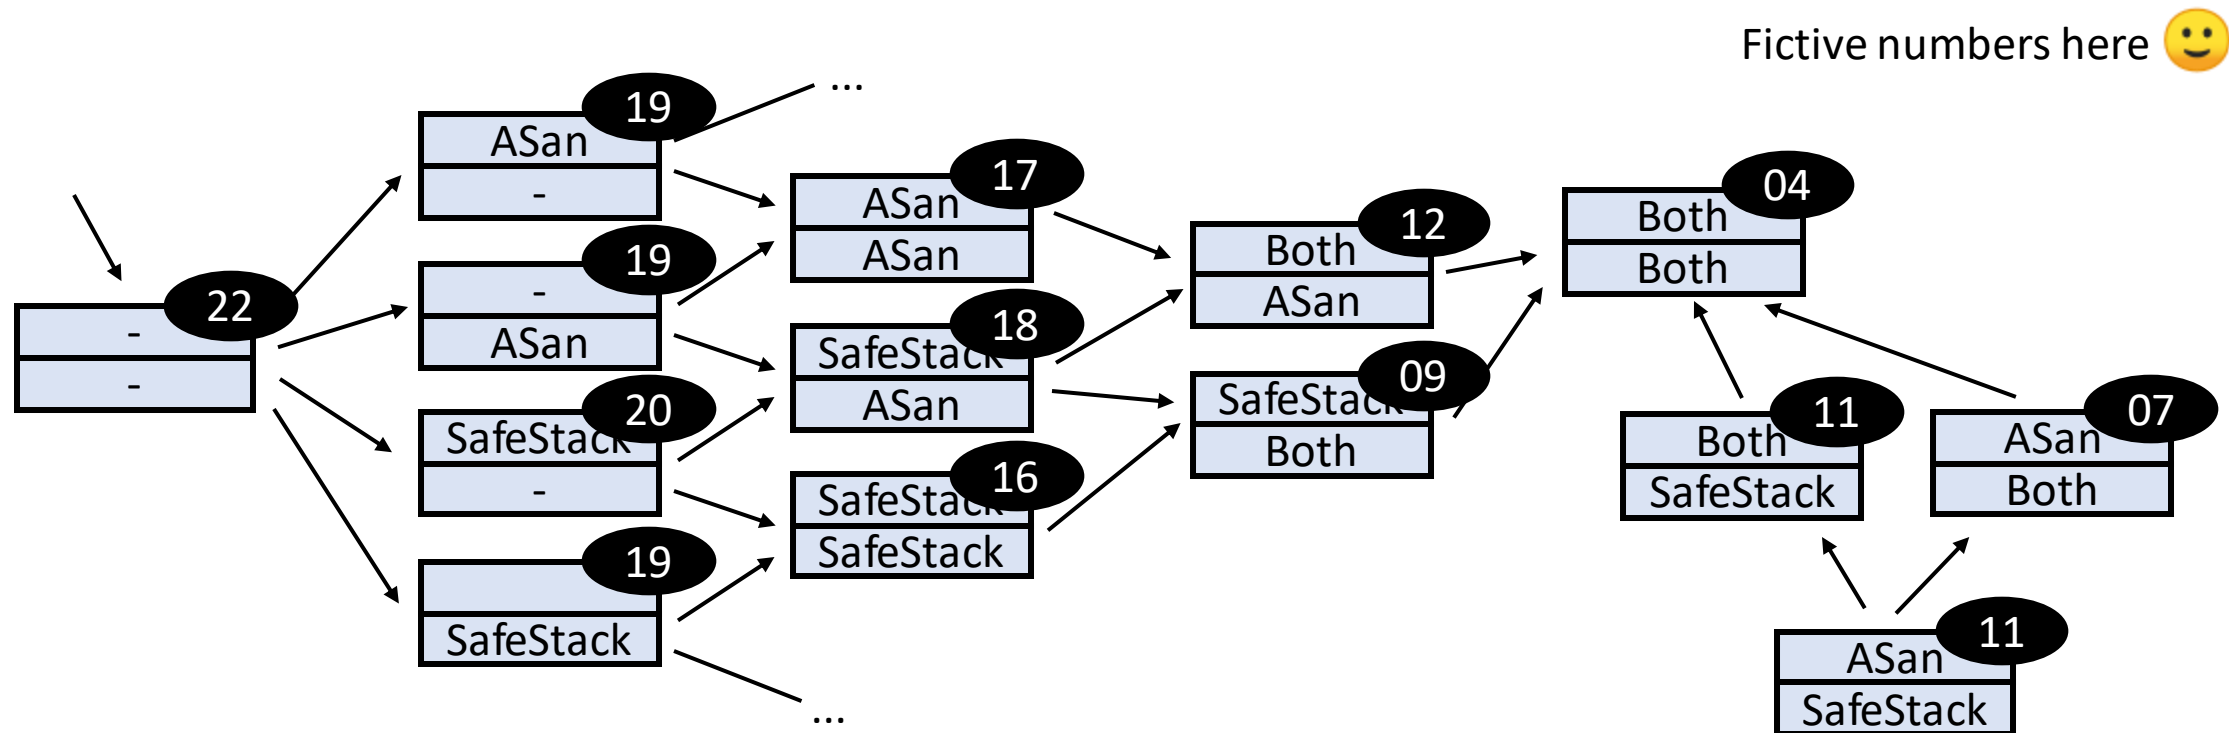 Fictive numbers here
22
-
-
19
ASan
-
...
19
-
ASan
20
SafeStack
-
19
SafeStack
...
17
ASan
ASan
18
SafeStack
ASan
16
SafeStack
SafeStack
12
Both
ASan
09
SafeStack
Both
04
Both
Both
11
Both
SafeStack
07
ASan
Both
11
ASan
SafeStack